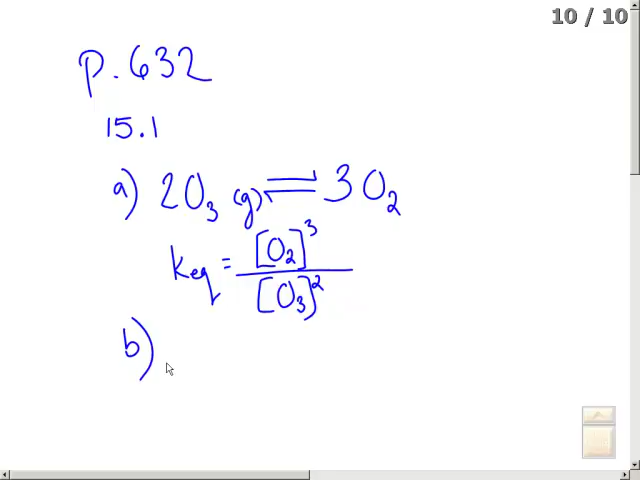 10 / 10
p. 632
15.1
a) 2O₃ (g) ⇌ 3O₂
Keq = [O₂]³ / [O₃]²
b)